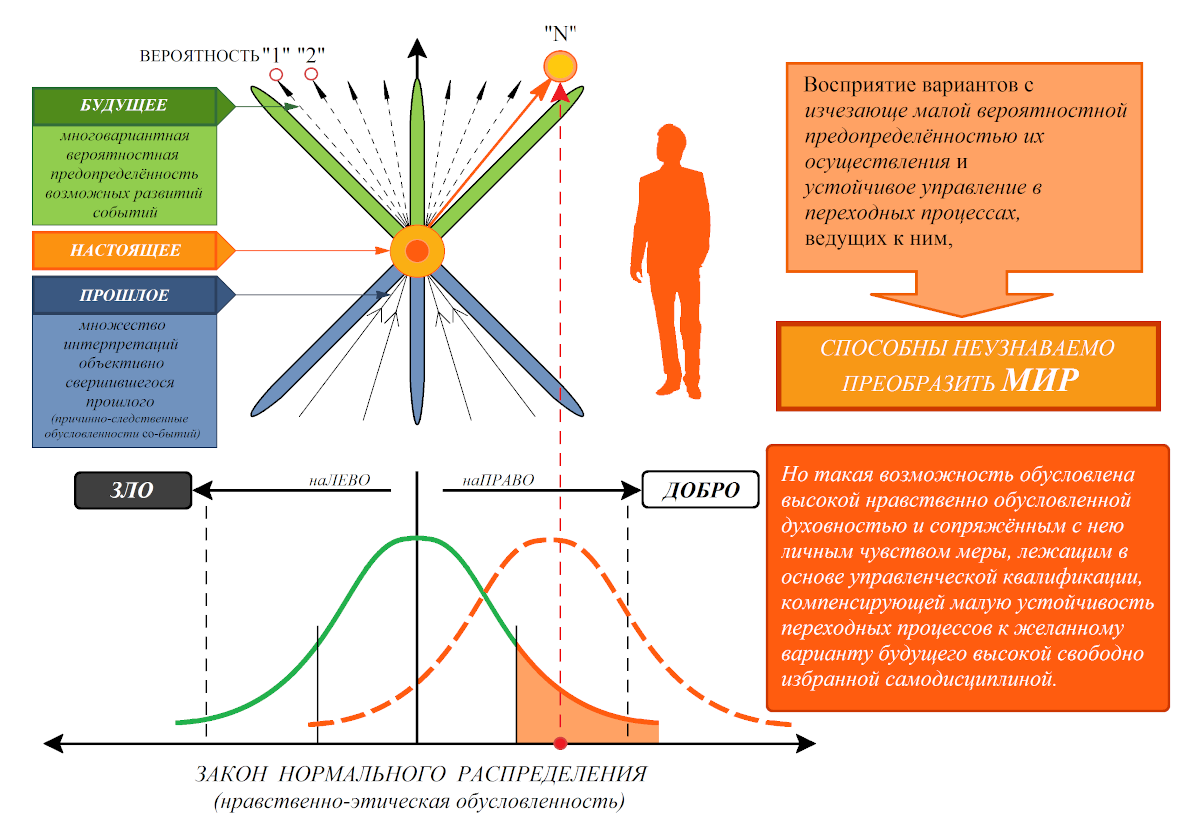 ВЕРОЯТНОСТЬ "1" "2"
"N"
БУДУЩЕЕ
многовариантная
вероятностная
предопределённость
возможных развитий
событий
НАСТОЯЩЕЕ
ПРОШЛОЕ
множество
интерпретаций
объективно
свершившегося
прошлого
(причинно-следственные
обусловленности со-бытий)
Восприятие вариантов с
изчезающе малой вероятностной
предопределённостью их
осуществления и
устойчивое управление в
переходных процессах,
ведущих к ним,
СПОСОБНЫ НЕУЗНАВАЕМО
ПРЕОБРАЗИТЬ МИР
ЗЛО
наЛЕВО
наПРАВО
ДОБРО
Но такая возможность обусловлена
высокой нравственно обусловленной
духовностью и сопряжённым с нею
личным чувством меры, лежащим в
основе управленческой квалификации,
компенсирующей малую устойчивость
переходных процессов к желанному
варианту будущего высокой свободно
избранной самодисциплиной.
ЗАКОН НОРМАЛЬНОГО РАСПРЕДЕЛЕНИЯ
(нравственно-этическая обусловленность)